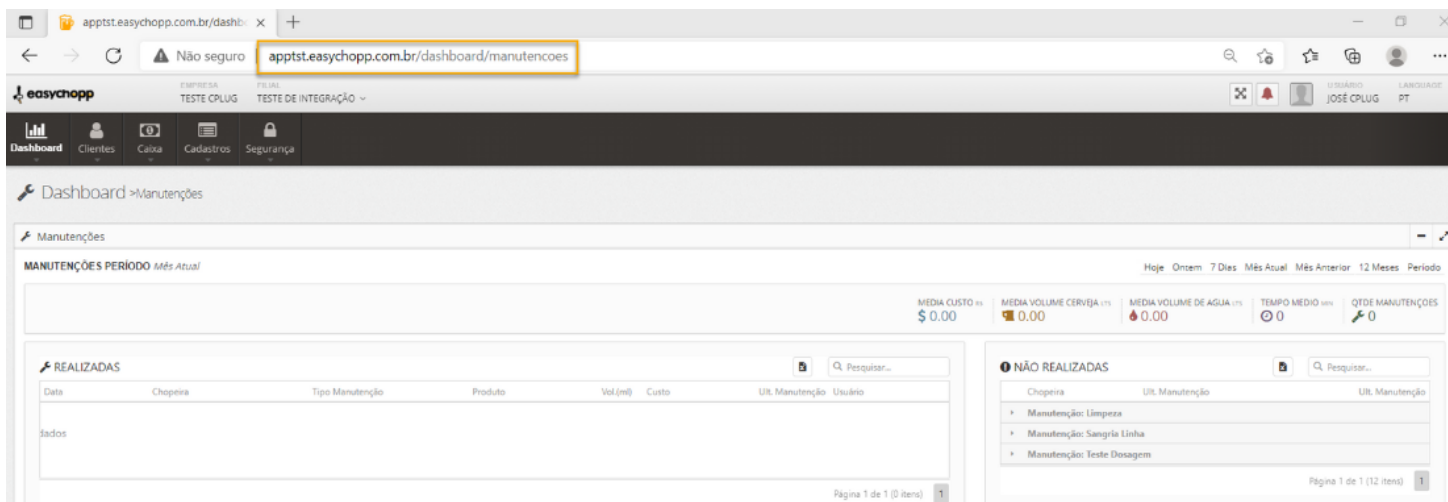 apptst.easychopp.com.br/dashb
Não seguro apptst.easychopp.com.br/dashboard/manutencoes
easychopp
EMPRESA
TESTE CPLUG
FILIAL
TESTE DE INTEGRAÇÃO
USUÁRIO
JOSÉ CPLUG
LANGUAGE
PT
Dashboard Clientes Caixa Cadastros Segurança
Dashboard >Manutenções
Manutenções
MANUTENÇÕES PERÍODO Mês Atual
Hoje Ontem 7 Dias Mês Atual Mês Anterior 12 Meses Período
MEDIA CUSTO R$ MEDIA VOLUME CERVEJA LTS MEDIA VOLUME DE AGUA LTS TEMPO MEDIO MIN QTDE MANUTENÇOES
$ 0.00 0.00 0.00 0 0
REALIZADAS
Pesquisar...
Data Chopeira Tipo Manutenção Produto Vol.(ml) Custo Ult. Manutenção Usuário
dados
Página 1 de 1 (0 itens) 1
NÃO REALIZADAS
Pesquisar...
Chopeira Ult. Manutenção Ult. Manutenção
Manutenção: Limpeza
Manutenção: Sangria Linha
Manutenção: Teste Dosagem
Página 1 de 1 (12 itens) 1